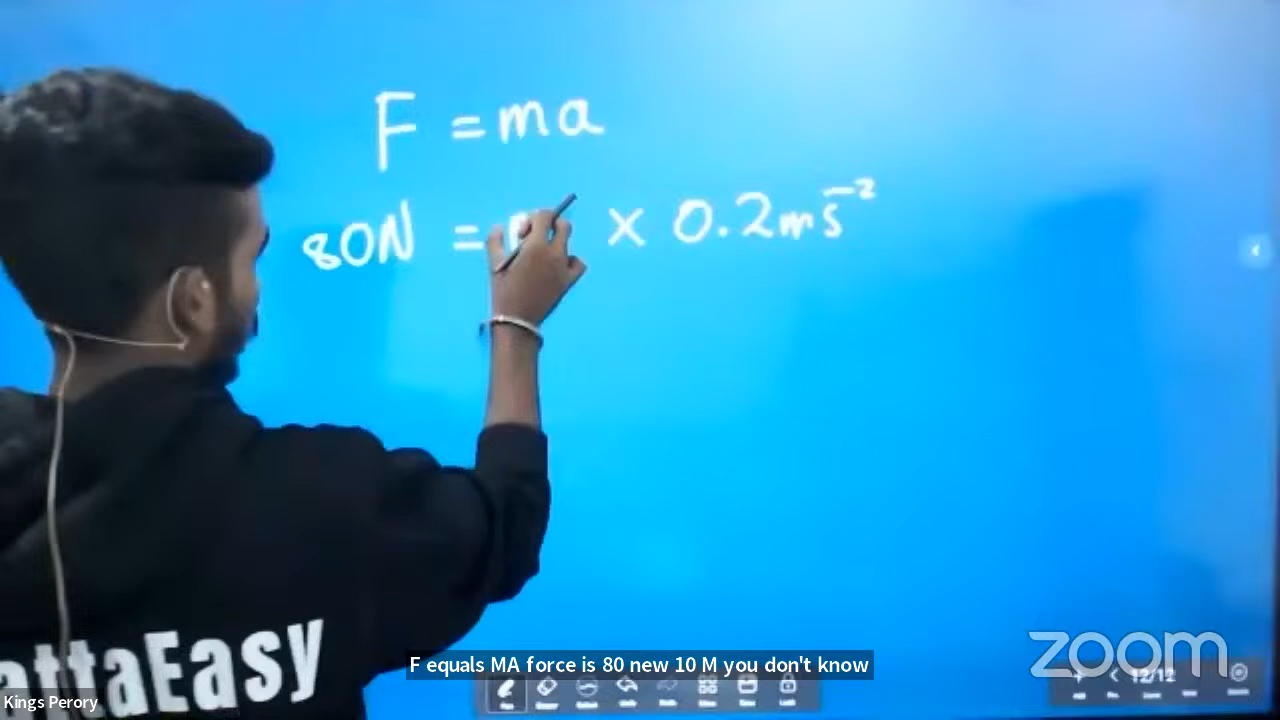 F = ma
80N = m × 0.2ms⁻²
attaEasy
F equals MA force is 80 new 10 M you don't know
Kings Perory
zoom
12/12